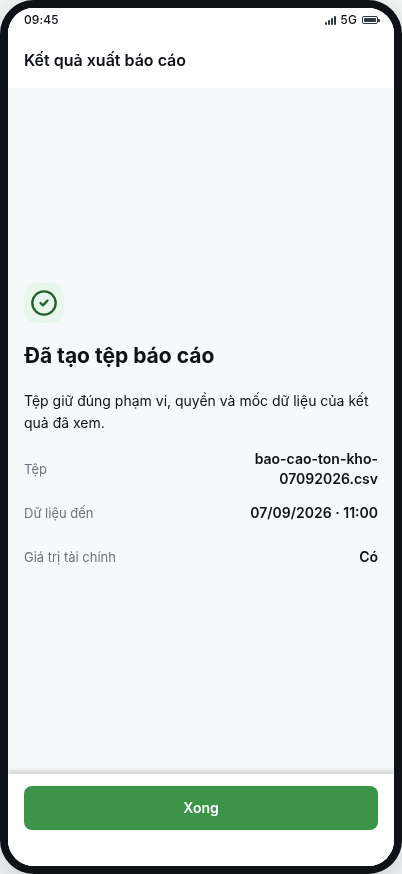 09:45
5G
Kết quả xuất báo cáo
Đã tạo tệp báo cáo
Tệp giữ đúng phạm vi, quyền và mốc dữ liệu của kết
quả đã xem.
Tệp
bao-cao-ton-kho-
07092026.csv
Dữ liệu đến
07/09/2026 · 11:00
Giá trị tài chính
Có
Xong